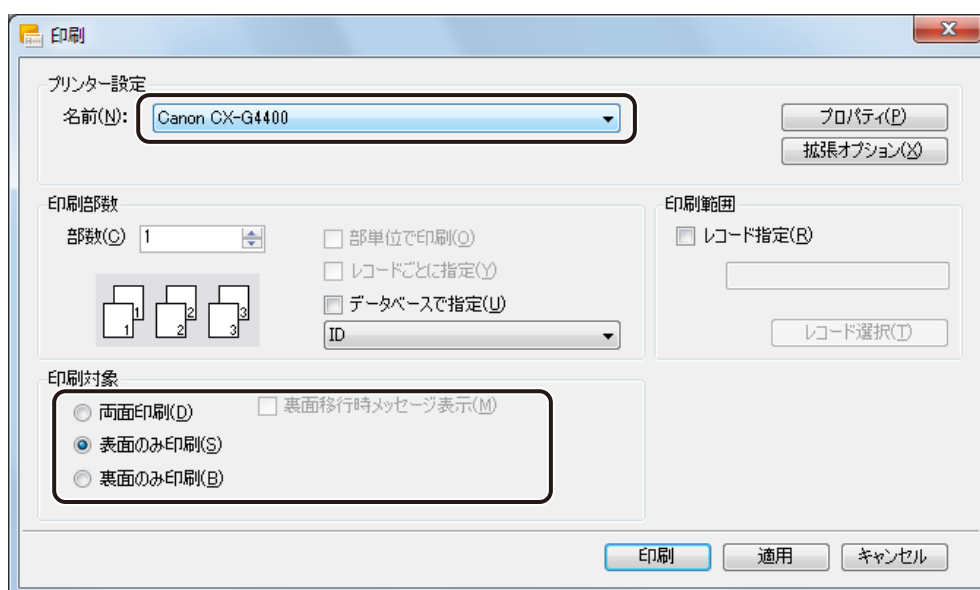 印刷
プリンター設定
名前(N): Canon CX-G4400
プロパティ(P)
拡張オプション(X)
印刷部数
部数(C) 1
1 1 2 2 3 3
部単位で印刷(O)
レコードごとに指定(Y)
データベースで指定(U)
ID
印刷範囲
レコード指定(R)
レコード選択(T)
印刷対象
両面印刷(D)
裏面移行時メッセージ表示(M)
表面のみ印刷(S)
裏面のみ印刷(B)
印刷 適用 キャンセル